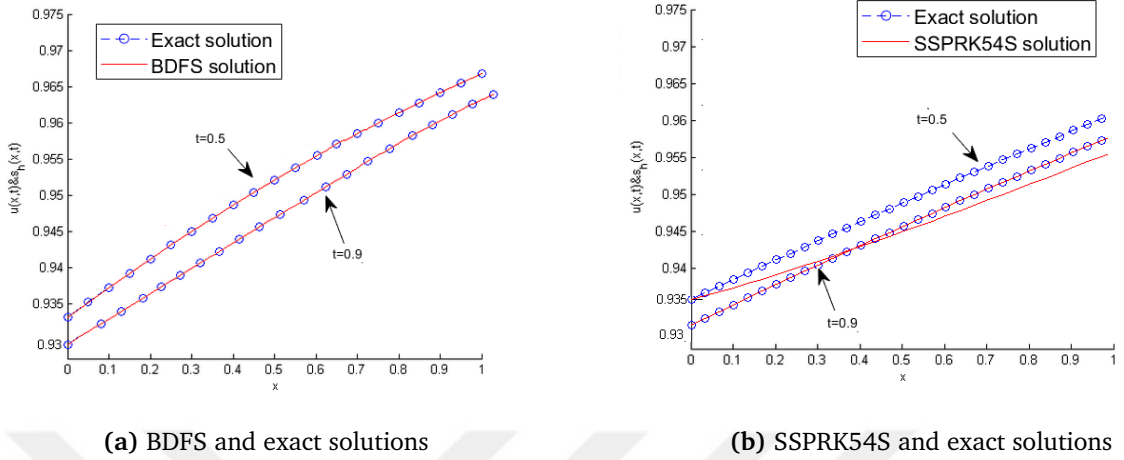 0.975
0.97
0.965
0.96
0.955
0.95
0.945
0.94
0.935
0.93
u(x,t)&s_h(x,t)
Exact solution
BDFS solution
t=0.5
t=0.9
0 0.1 0.2 0.3 0.4 0.5 0.6 0.7 0.8 0.9 1
x
(a) BDFS and exact solutions
0.975
0.97
0.965
0.96
0.955
0.95
0.945
0.94
0.935
0.93
u(x,t)&s_h(x,t)
Exact solution
SSPRK54S solution
t=0.5
t=0.9
0 0.1 0.2 0.3 0.4 0.5 0.6 0.7 0.8 0.9 1
x
(b) SSPRK54S and exact solutions